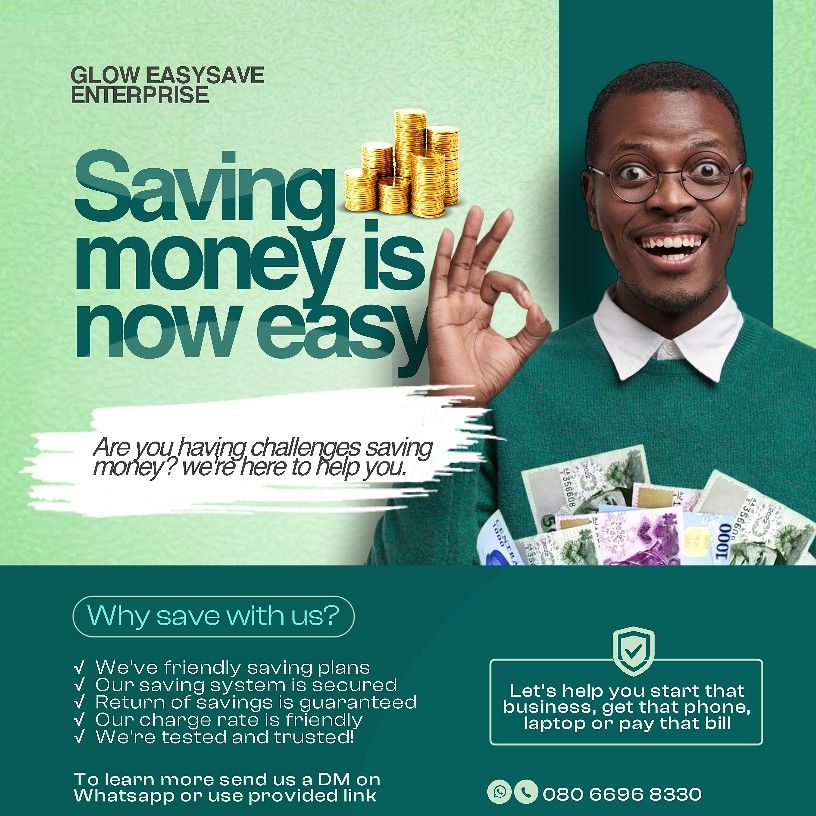 GLOW EASYSAVE
ENTERPRISE
Saving
money is
now easy
Are you having challenges saving
money? we're here to help you.
1000
Why save with us?
√ We've friendly saving plans
√ Our saving system is secured
√ Return of savings is guaranteed
√ Our charge rate is friendly
√ We're tested and trusted!
To learn more send us a DM on
Whatsapp or use provided link
Let's help you start that
business, get that phone,
laptop or pay that bill
080 6696 8330